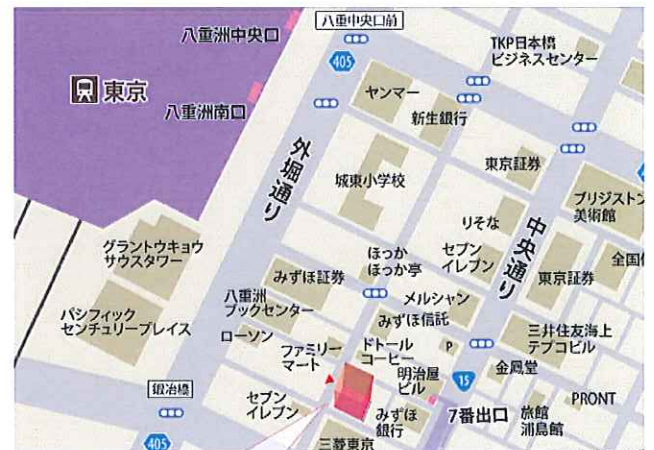 八重洲中央口
八重中央口前
405
TKP日本橋
ビジネスセンター
東京
八重洲南口
ヤンマー
新生銀行
外堀通り
城東小学校
東京証券
ブリジストン
美術館
中央通り
りそな
グラントウキョウ
サウスタワー
ほっか
ほっか亭
セブン
イレブン
東京証券
みずほ証券
八重洲
ブックセンター
メルシャン
パシフィック
センチュリープレイス
みずほ信託
三井住友海上
テプコビル
ローソン
ファミリー
マート
ドトール
コーヒー
P
明治屋
ビル
金鳳堂
15
鍛冶橋
セブン
イレブン
みずほ
銀行
7番出口
旅館
浦島館
PRONT
405
三菱東京